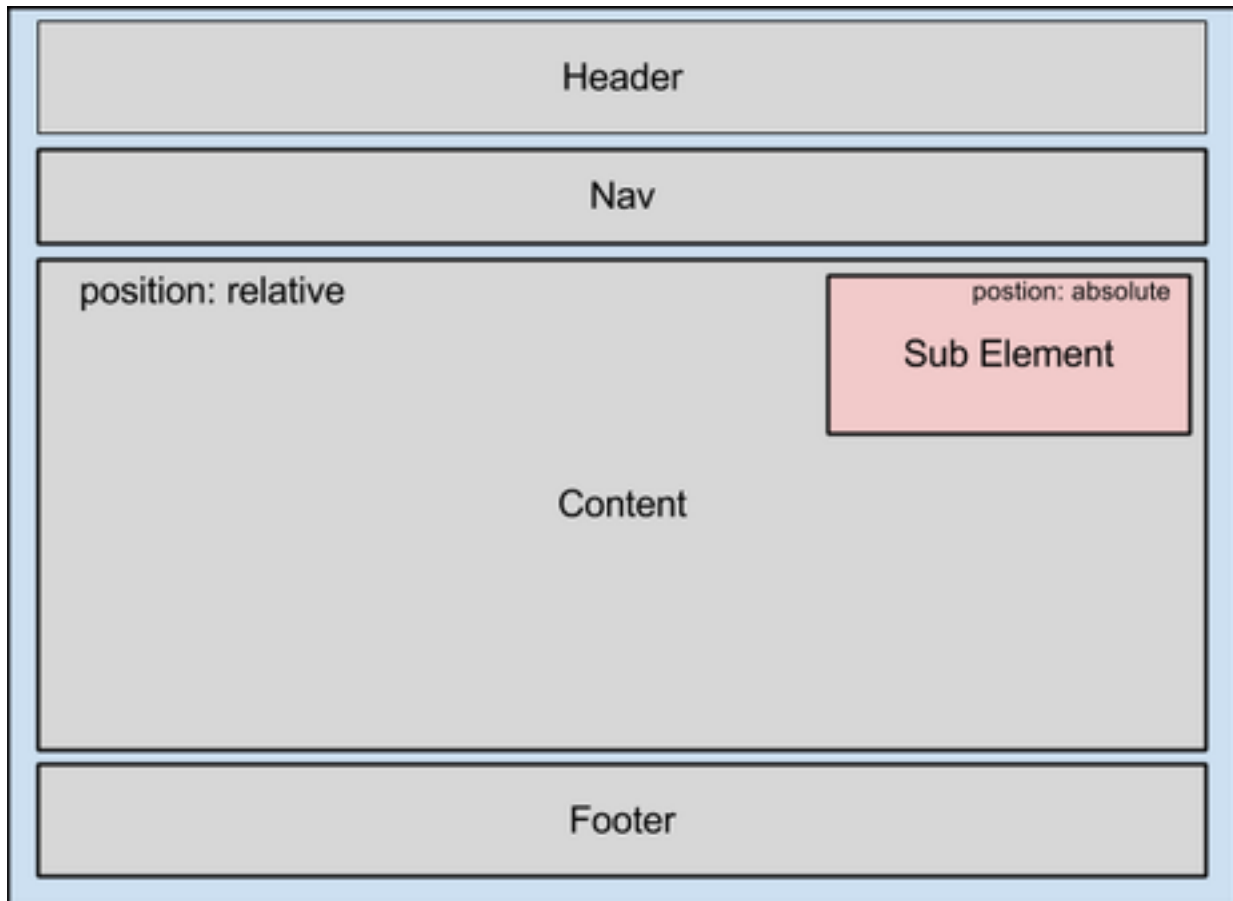 Header
Nav
position: relative
postion: absolute
Sub Element
Content
Footer